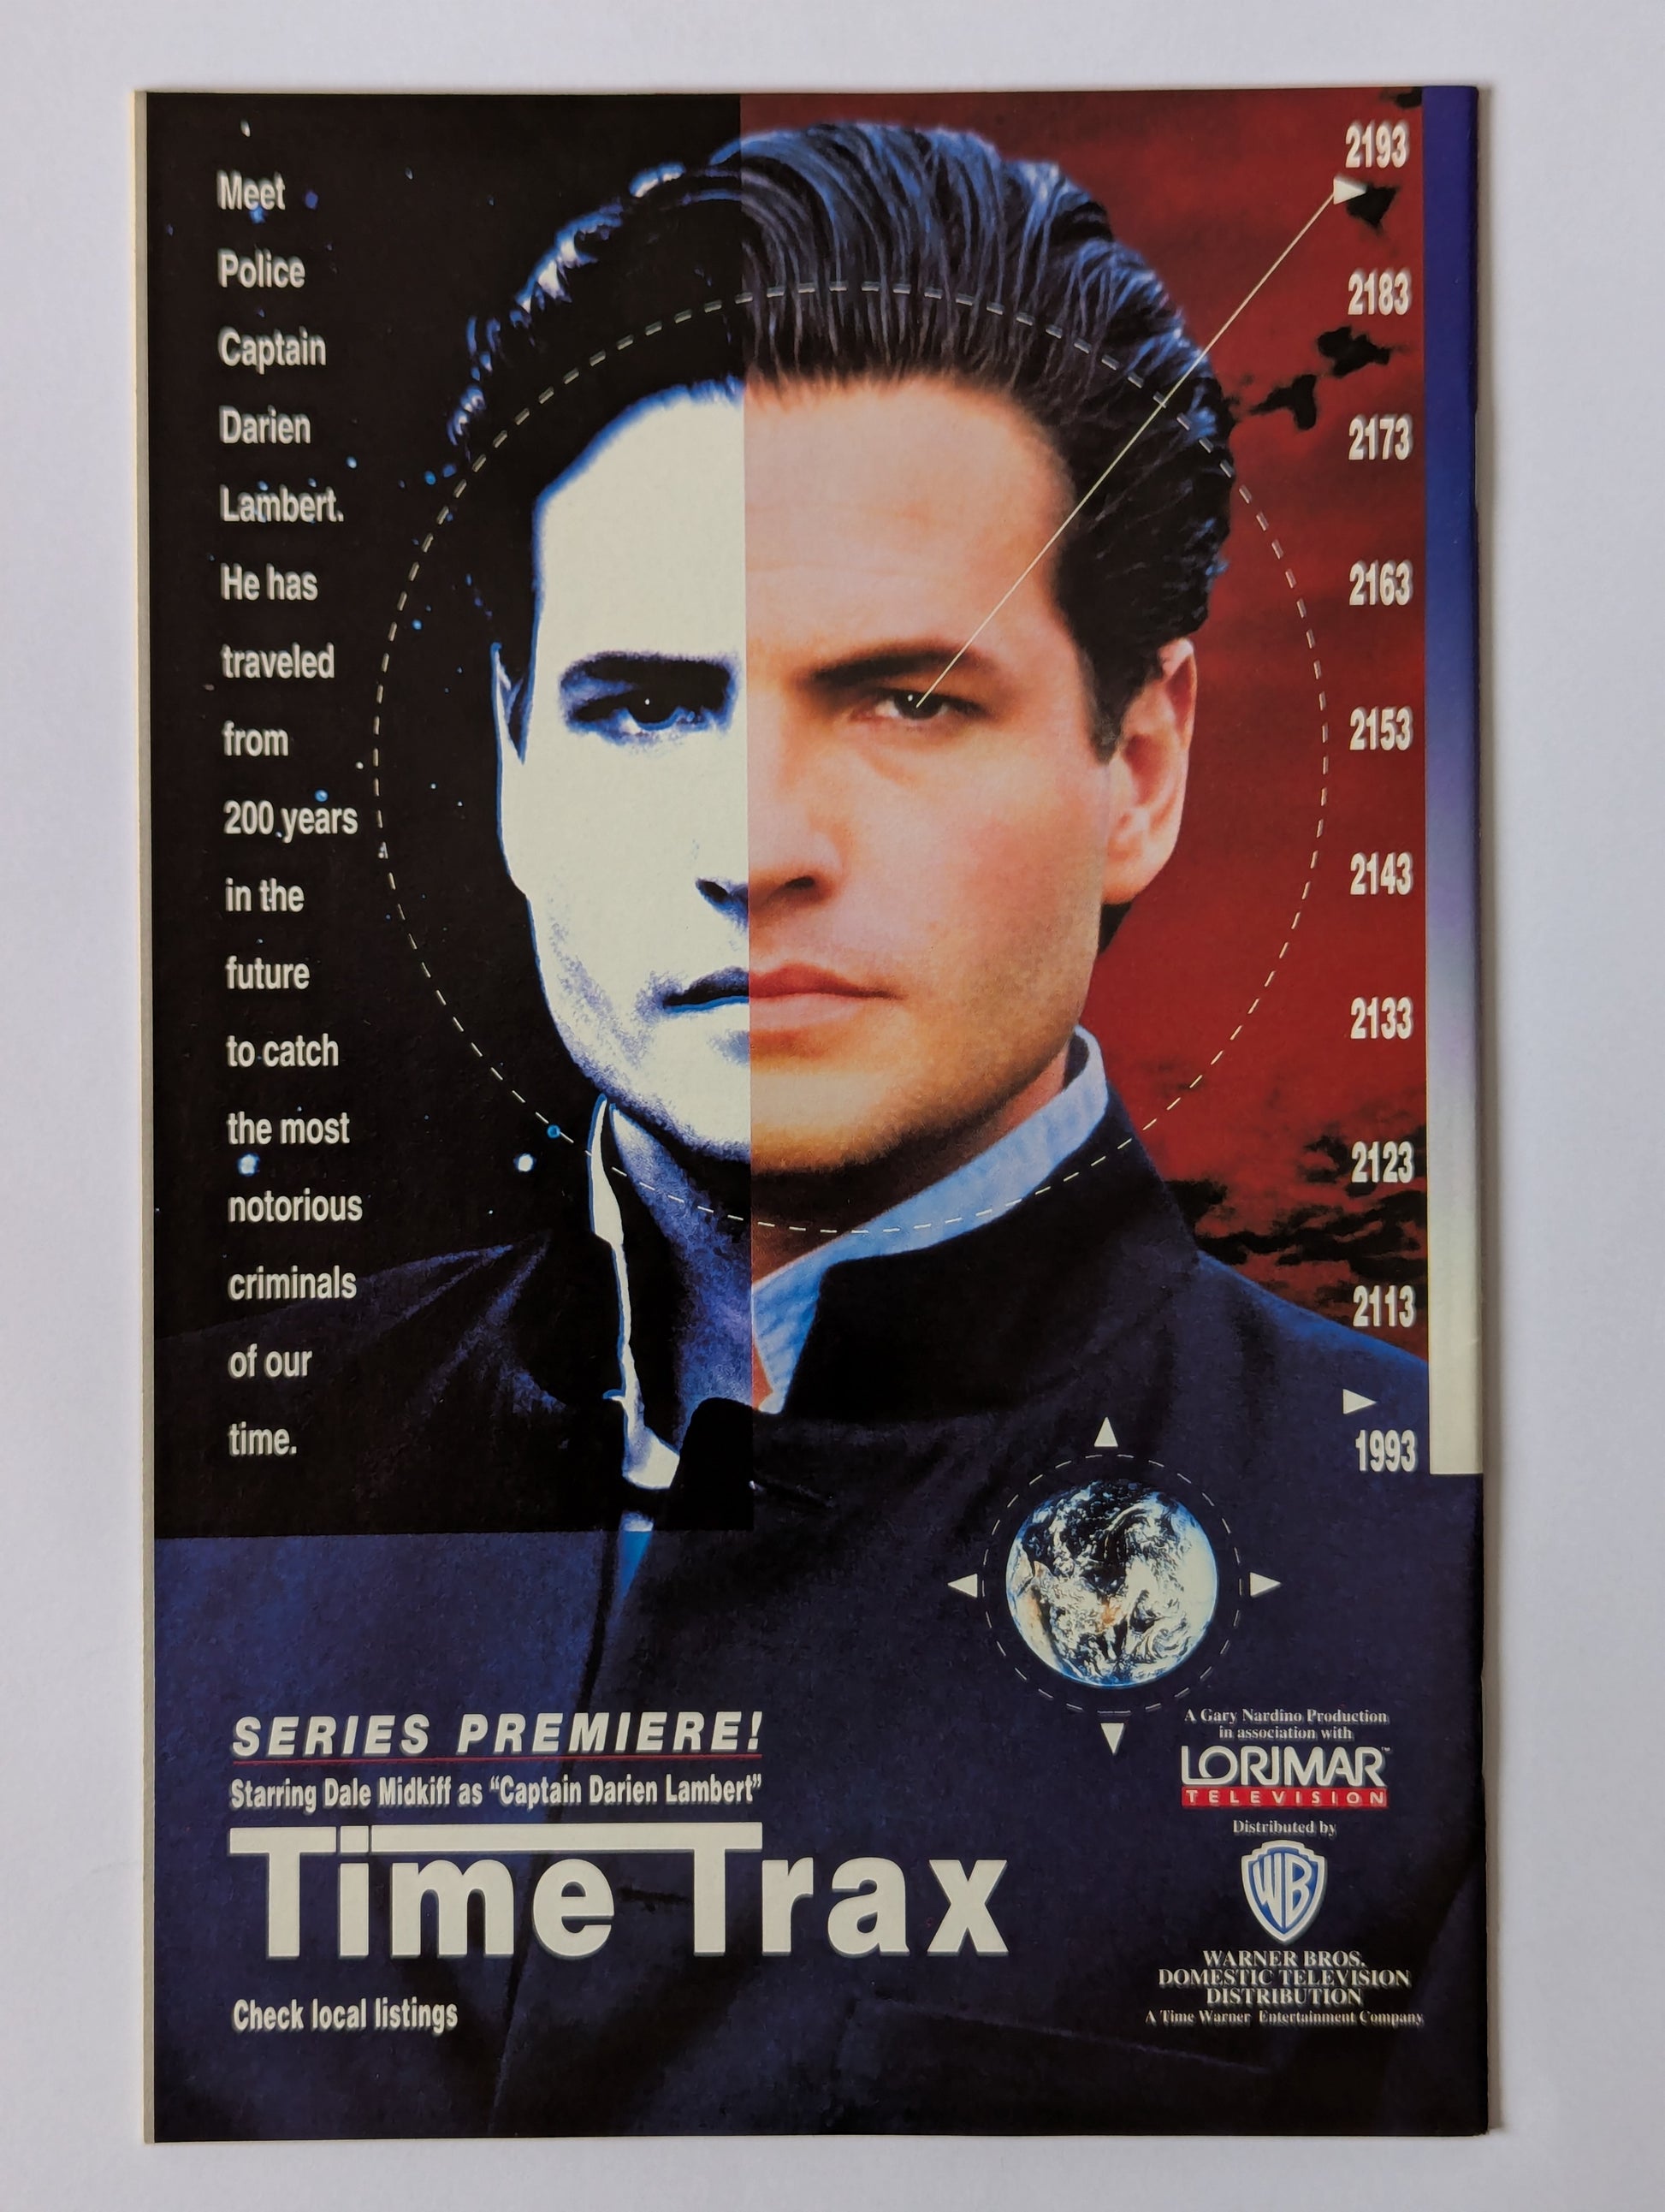 Meet
Police
Captain
Darien
Lambert.
He has
traveled
from
200 years
in the
future
to catch
the most
notorious
criminals
of our
time.
2193
2183
2173
2163
2153
2143
2133
2123
2113
1993
SERIES PREMIERE!
Starring Dale Midkiff as “Captain Darien Lambert”
Time Trax
Check local listings
A Gary Nardino Production
in association with
LORIMAR™
TELEVISION
Distributed by
WB
WARNER BROS.
DOMESTIC TELEVISION
DISTRIBUTION
A Time Warner Entertainment Company